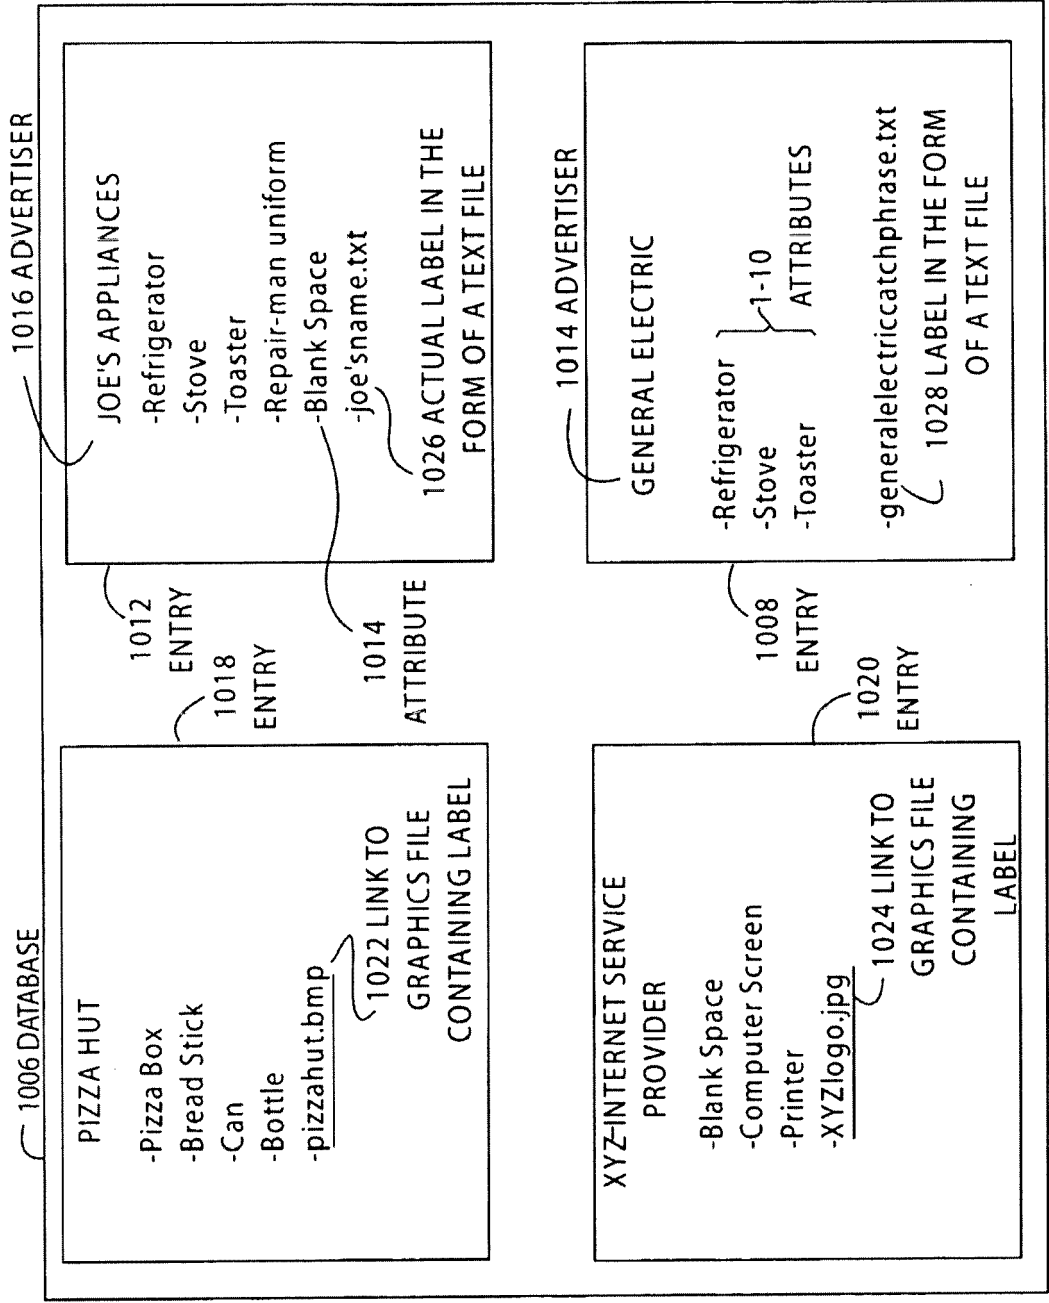 1006 DATABASE
PIZZA HUT
-Pizza Box
-Bread Stick
-Can
-Bottle
-pizzahut.bmp
1022 LINK TO
GRAPHICS FILE
CONTAINING LABEL
1018
ENTRY
1012
ENTRY
1016 ADVERTISER
JOE'S APPLIANCES
-Refrigerator
-Stove
-Toaster
-Repair-man uniform
-Blank Space
-joe'sname.txt
1026 ACTUAL LABEL IN THE
FORM OF A TEXT FILE
1014
ATTRIBUTE
XYZ-INTERNET SERVICE
PROVIDER
-Blank Space
-Computer Screen
-Printer
-XYZlogo.jpg
1024 LINK TO
GRAPHICS FILE
CONTAINING
LABEL
1020
ENTRY
1008
ENTRY
1014 ADVERTISER
GENERAL ELECTRIC
-Refrigerator
-Stove
-Toaster
1-10
ATTRIBUTES
-generalelectriccatchphrase.txt
1028 LABEL IN THE FORM
OF A TEXT FILE